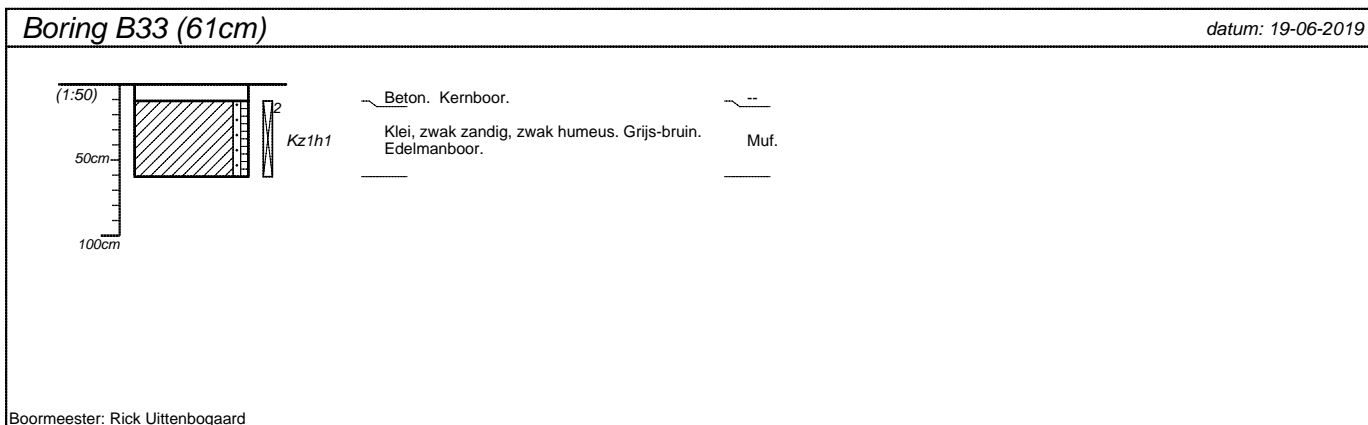 Boring B33 (61cm)
datum: 19-06-2019
(1:50)
50cm
100cm
2
Kz1h1
Beton. Kernboor.
--
Klei, zwak zandig, zwak humeus. Grijs-bruin.
Edelmanboor.
Muf.
Boormeester: Rick Uittenbogaard